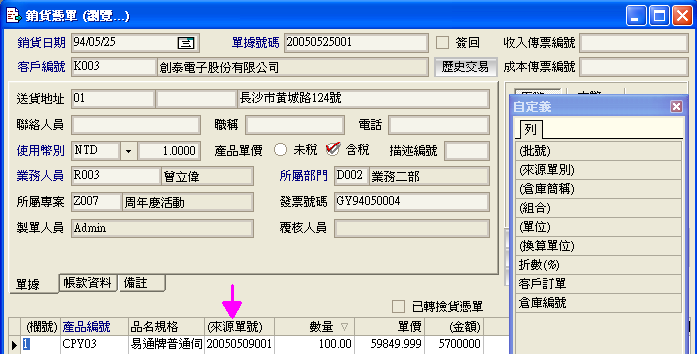 銷貨憑單 (瀏覽...)
銷貨日期 94/05/25 單據號碼 20050525001 簽回 收入傳票編號
客戶編號 K003 創泰電子股份有限公司 歷史交易 成本傳票編號
送貨地址 01 長沙市黃城路124號
聯絡人員 職稱 電話
使用幣別 NTD 1.0000 產品單價 未稅 含稅 描述編號
業務人員 R003 曾立偉 所屬部門 D002 業務二部
所屬專案 Z007 周年慶活動 發票號碼 GY94050004
製單人員 Admin 覆核人員
單據 帳款資料 備註
已轉撿貨憑單
(欄號) 產品編號 品名規格 (來源單號) 數量 單價 (金額)
1 CPY03 易通牌普通伺 20050509001 100.00 59849.999 5700000
自定義
列
(批號)
(來源單別)
(倉庫簡稱)
(組合)
(單位)
(換算單位)
折數(%)
客戶訂單
倉庫編號